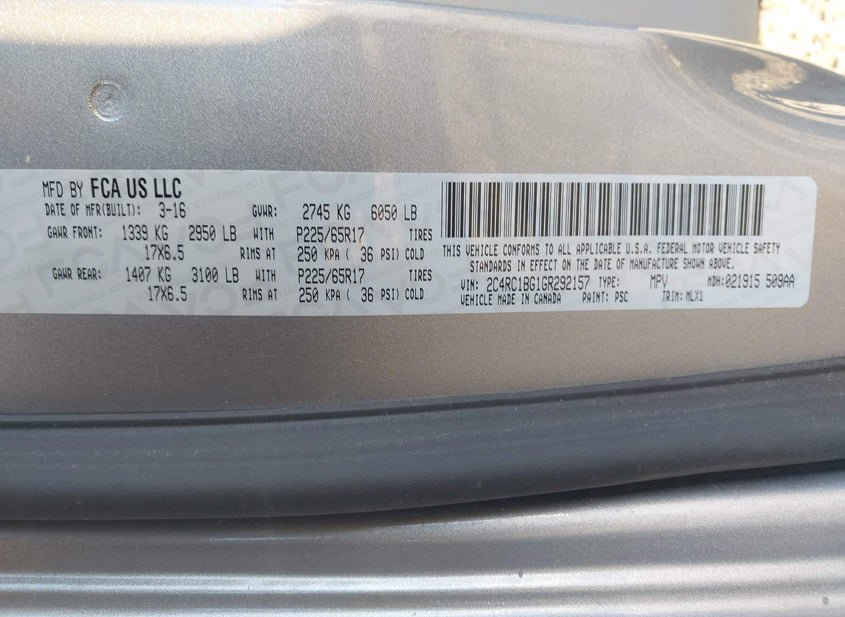 MFD BY FCA US LLC
DATE OF MFR(BUILT): 3-16 GVWR: 2745 KG 6050 LB
GAWR FRONT: 1339 KG 2950 LB WITH P225/65R17 TIRES
17X6.5 RIMS AT 250 KPA ( 36 PSI) COLD
GAWR REAR: 1407 KG 3100 LB WITH P225/65R17 TIRES
17X6.5 RIMS AT 250 KPA ( 36 PSI) COLD
THIS VEHICLE CONFORMS TO ALL APPLICABLE U.S.A. FEDERAL MOTOR VEHICLE SAFETY
STANDARDS IN EFFECT ON THE DATE OF MANUFACTURE SHOWN ABOVE.
VIN: 2C4RC1BG1GR292157 TYPE: MPV MDH:021915 509AA
VEHICLE MADE IN CANADA PAINT: PSC TRIM: MLX1